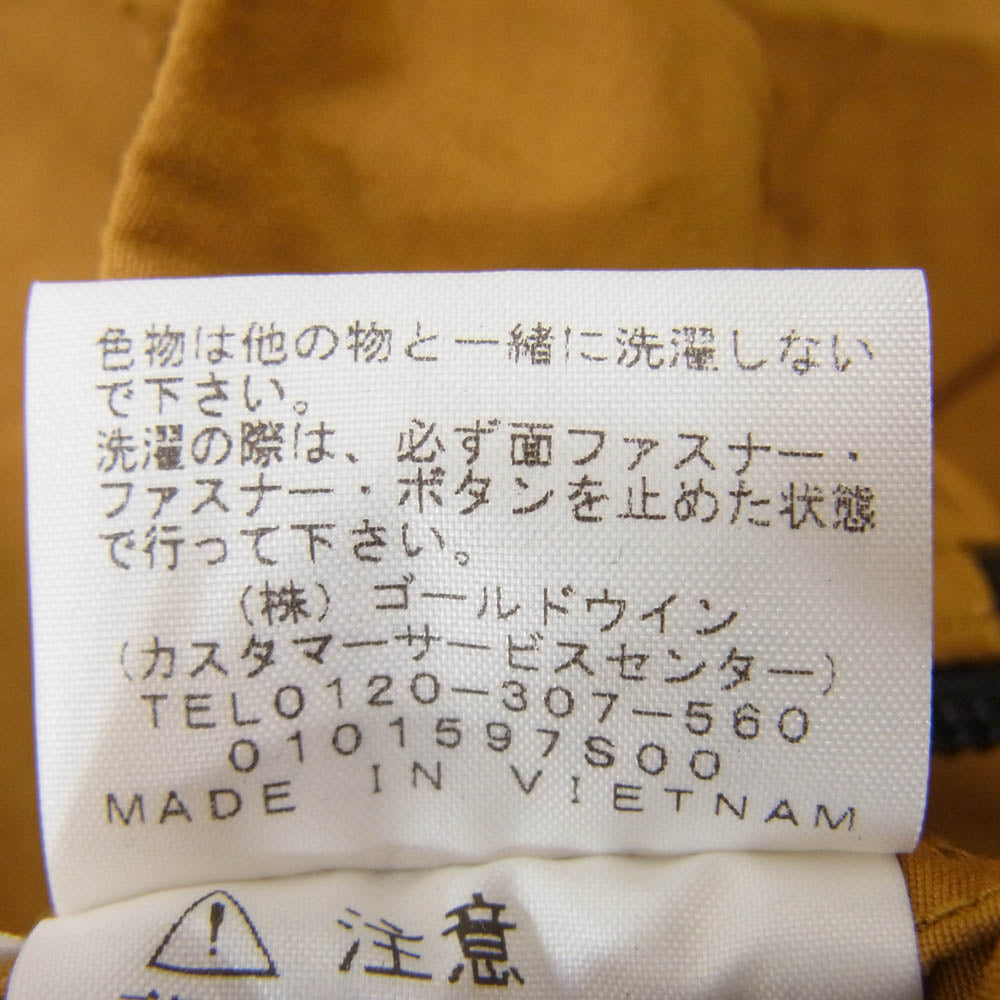 色物は他の物と一緒に洗濯しない
で下さい。
洗濯の際は、必ず面ファスナー・
ファスナー・ボタンを止めた状態
で行って下さい。
(株)ゴールドウイン
(カスタマーサービスセンター)
TEL0120-307-560
0101597S00
MADE IN VIETNAM
注意